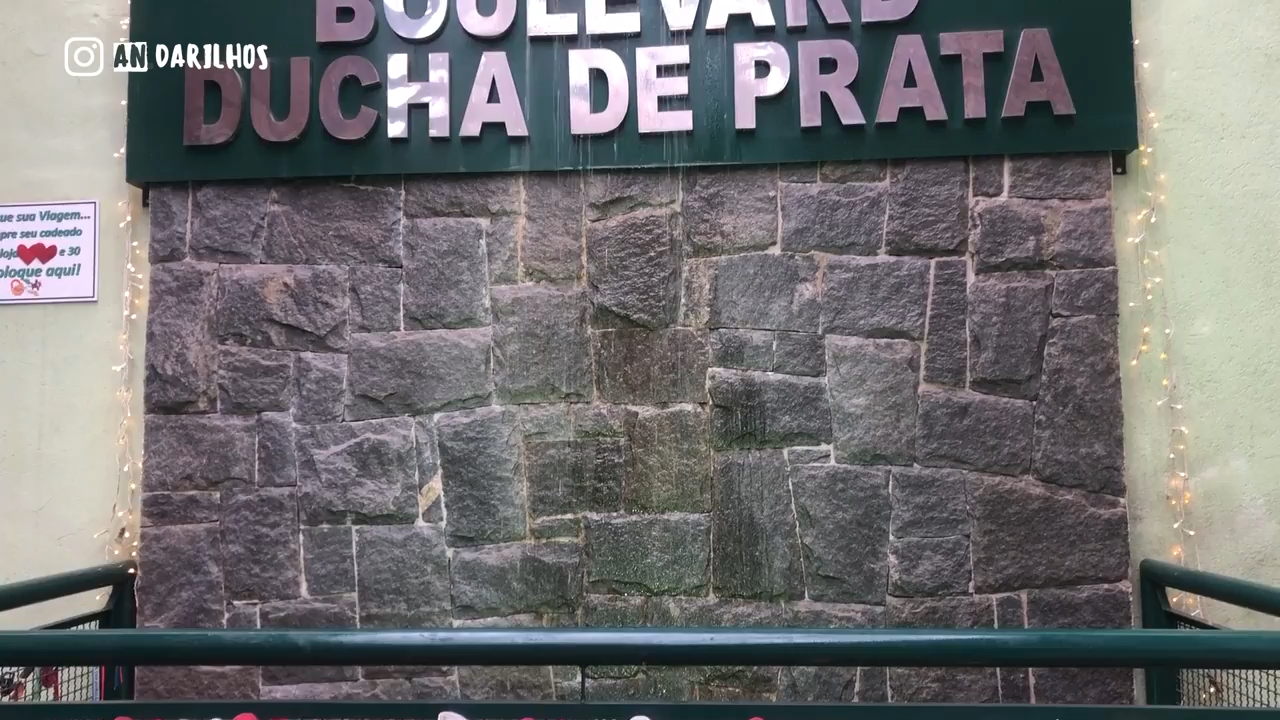 AN DARILHOS
BOULEVARD
DUCHA DE PRATA
ue sua Viagem...
pre seu cadeado
loja e 30
oloque aqui!